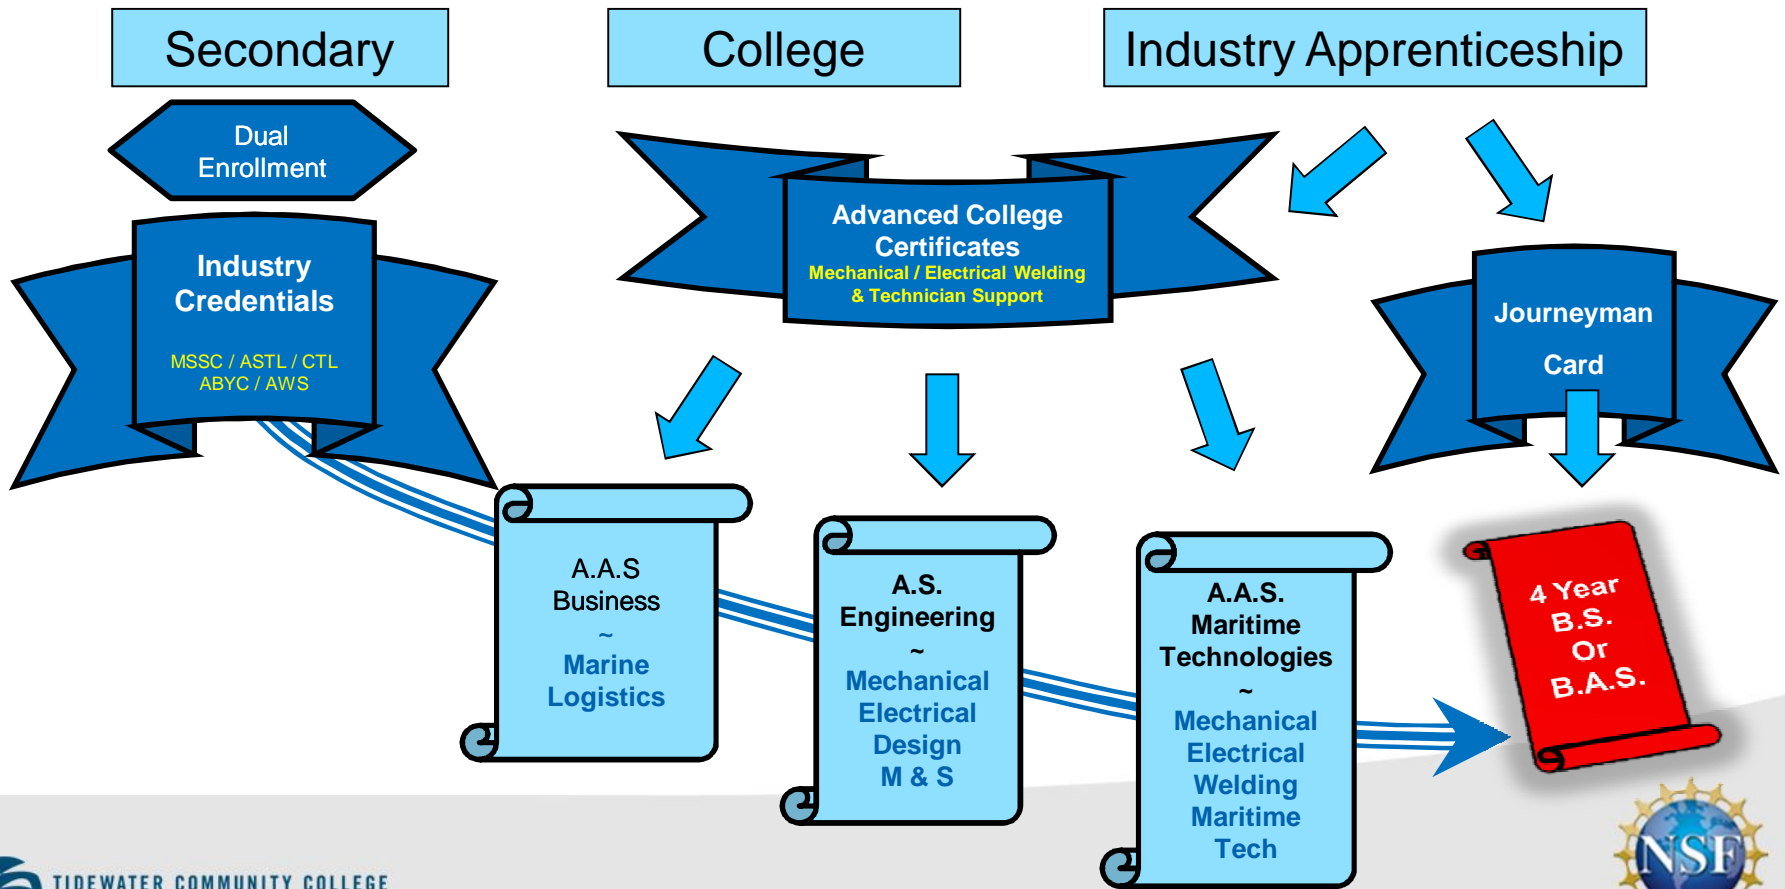 Secondary
College
Industry Apprenticeship
Dual
Enrollment
Industry
Credentials
MSSC / ASTL / CTL
ABYC / AWS
Advanced College
Certificates
Mechanical / Electrical Welding
& Technician Support
Journeyman
Card
A.A.S
Business
~
Marine
Logistics
A.S.
Engineering
~
Mechanical
Electrical
Design
M & S
A.A.S.
Maritime
Technologies
~
Mechanical
Electrical
Welding
Maritime
Tech
4 Year
B.S.
Or
B.A.S.
TIDEWATER COMMUNITY COLLEGE
NSF